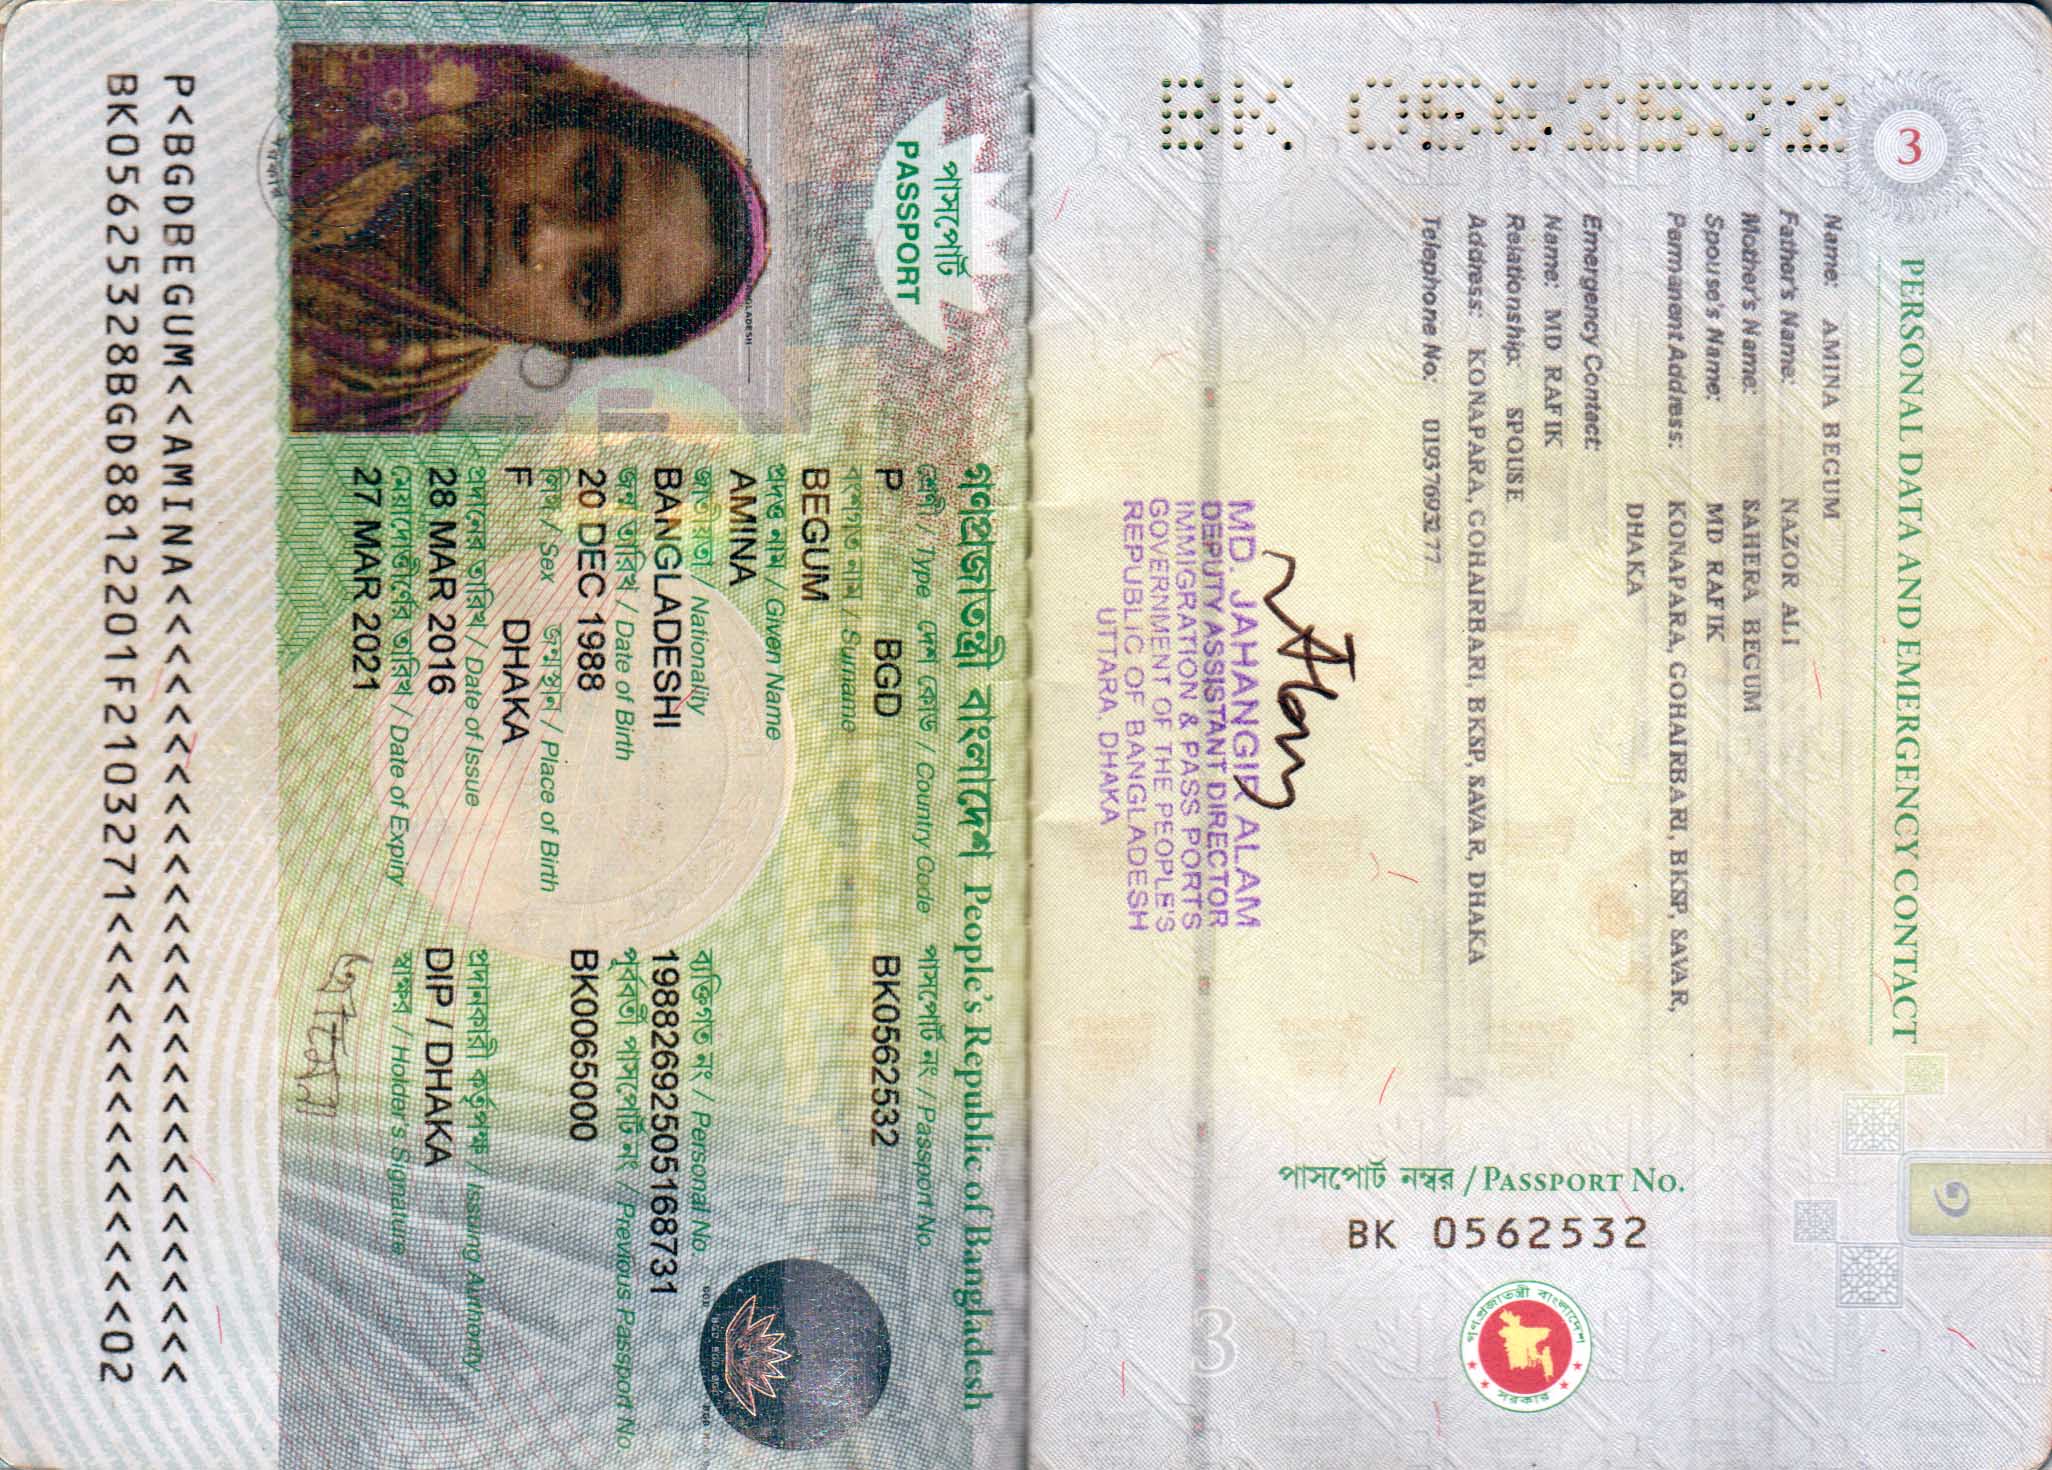 3
১
PERSONAL DATA AND EMERGENCY CONTACT
Name: AMINA BEGUM
Father's Name: NAZOR ALI
Mother's Name: SAHERA BEGUM
Spouse's Name: MD RAFIK
Permanent Address: KONAPARA, GOHAIRBARI, BKSP, SAVAR,
DHAKA
Emergency Contact:
Name: MD RAFIK
Relationship: SPOUSE
Address: KONAPARA, GOHAIRBARI, BKSP, SAVAR, DHAKA
Telephone No: 01937693277
পাসপোর্ট নম্বর / PASSPORT No.
BK 0562532
MD. JAHANGIR ALAM
DEPUTY ASSISTANT DIRECTOR
IMMIGRATION & PASS PORTS
GOVERNMENT OF THE PEOPLE'S
REPUBLIC OF BANGLADESH
UTTARA, DHAKA
3
পাসপোর্ট
PASSPORT
গণপ্রজাতন্ত্রী বাংলাদেশ People's Republic of Bangladesh
শ্রেণী / Type দেশ কোড / Country Code পাসপোর্ট নং / Passport No.
P BGD BK0562532
বংশগত নাম / Surname
BEGUM
প্রদত্ত নাম / Given Name
AMINA
জাতীয়তা / Nationality ব্যক্তিগত নং / Personal No.
BANGLADESHI 19882692505168731
জন্ম তারিখ / Date of Birth পূর্ববর্তী পাসপোর্ট নং / Previous Passport No.
20 DEC 1988 BK0065000
লিঙ্গ / Sex জন্মস্থান / Place of Birth
F DHAKA
প্রদানের তারিখ / Date of Issue প্রদানকারী কর্তৃপক্ষ / Issuing Authority
28 MAR 2016 DIP / DHAKA
মেয়াদোত্তীর্ণের তারিখ / Date of Expiry স্বাক্ষর / Holder's Signature
27 MAR 2021
P<BGDBEGUM<<AMINA<<<<<<<<<<<<<<<<<<<<<<<<<<<
BK05625328BGD8812201F2103271<<<<<<<<<<<<<<02